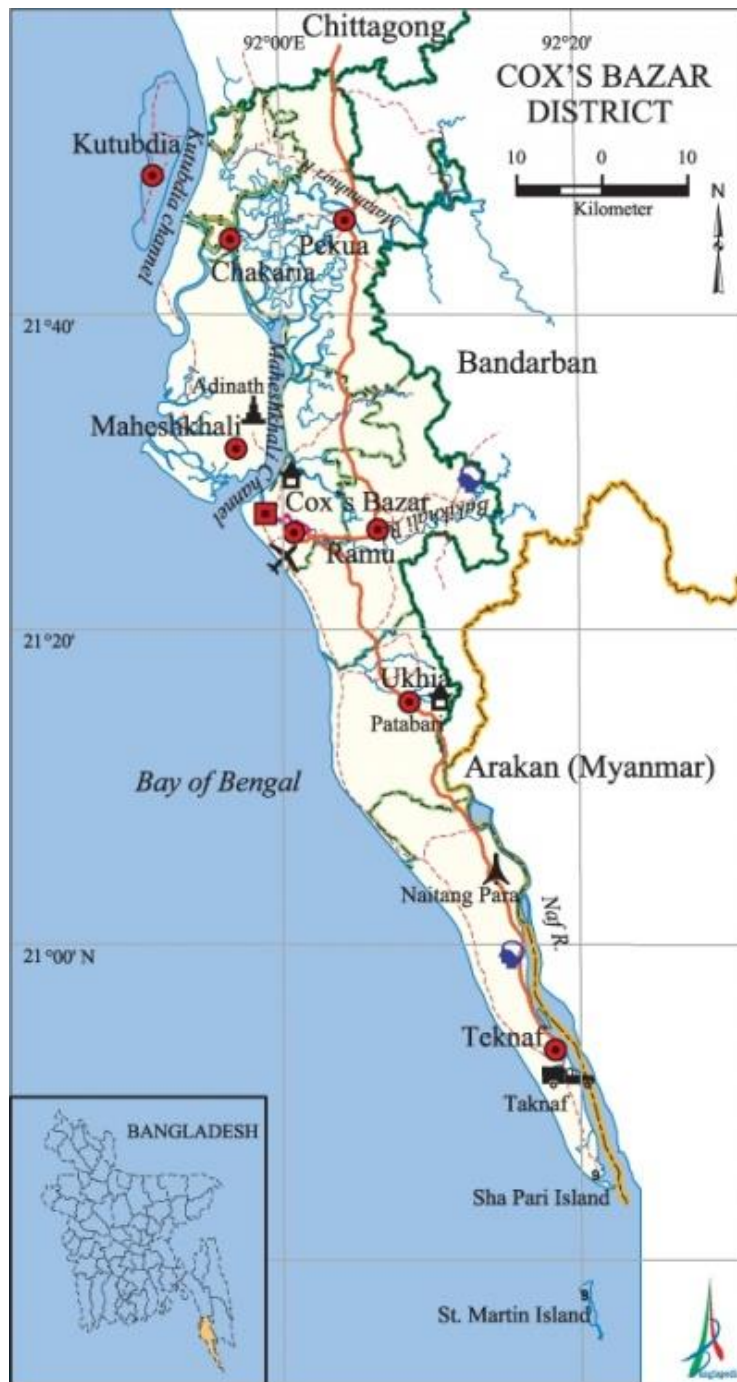 Chittagong
92°00'E
92°20'
COX'S BAZAR
DISTRICT
10 0 10
Kilometer
N
Kutubdia
Kutubdia channel
Matamuhuri R.
Pekua
Chakaria
21°40'
Maheshkhali Channel
Bandarban
Adinath
Maheshkhali
Cox's Bazar
Bakkhali R.
Ramu
21°20'
Ukhia
Patabari
Bay of Bengal
Arakan (Myanmar)
Naitang Para
Naf R.
21°00' N
Teknaf
Taknaf
BANGLADESH
Sha Pari Island
St. Martin Island